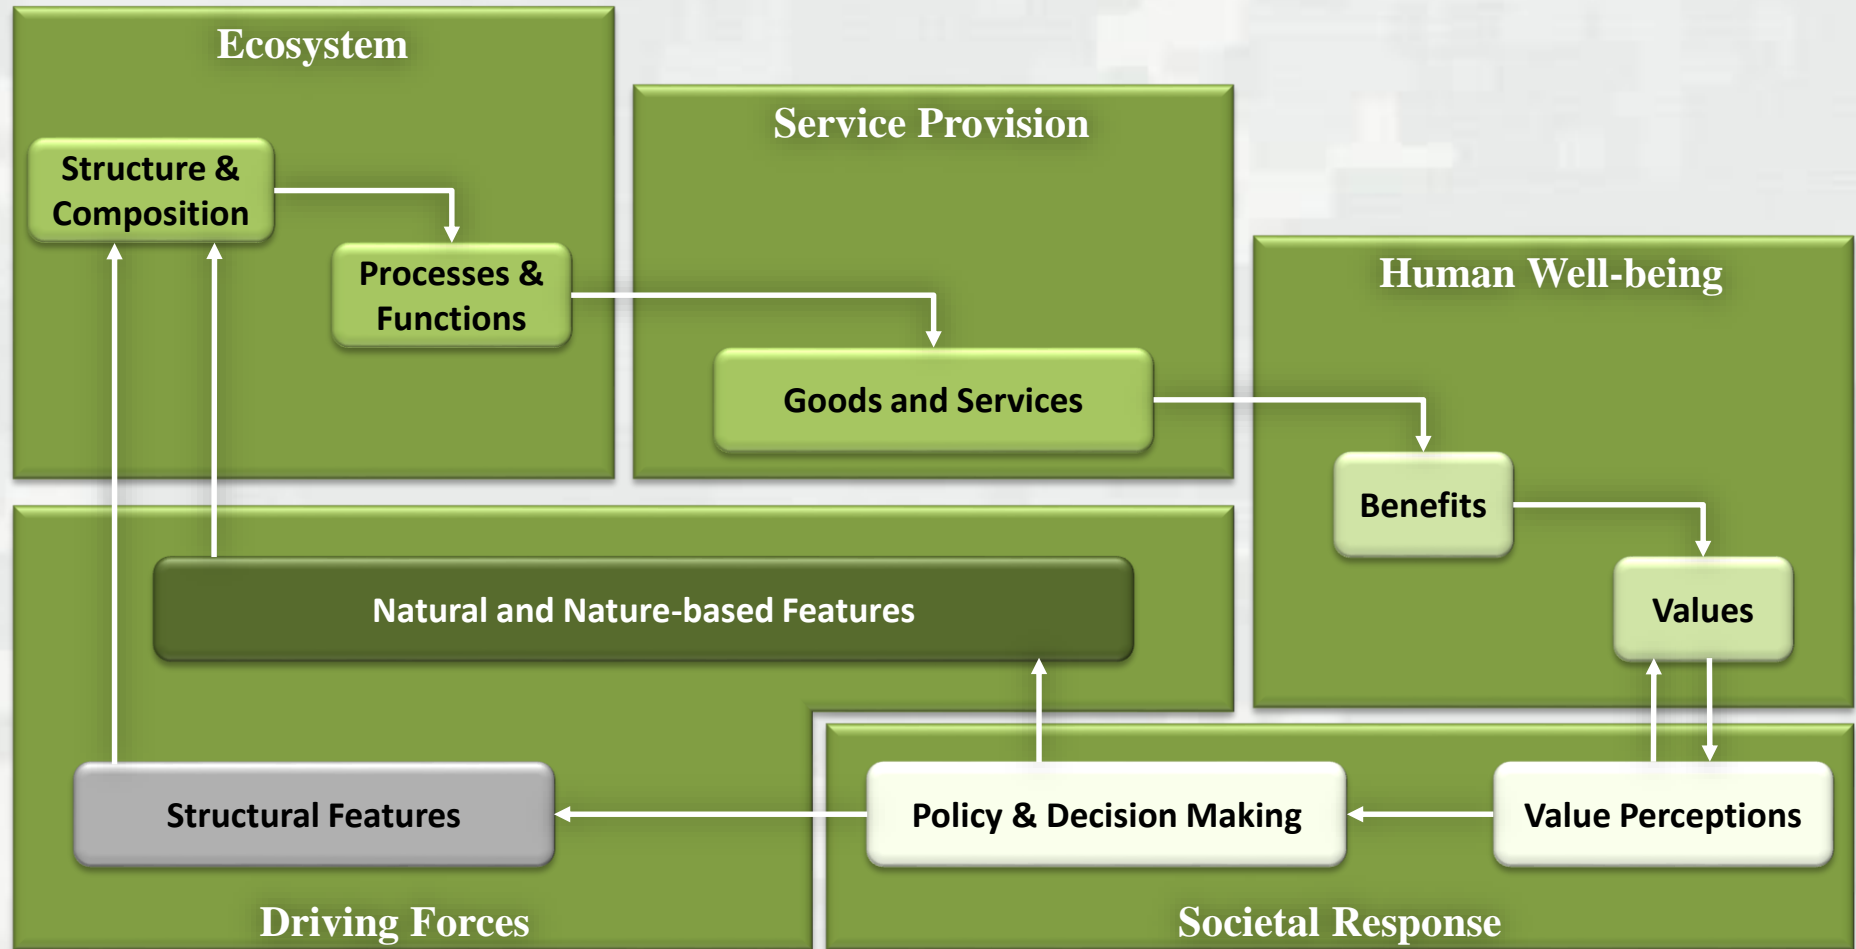 Ecosystem
Structure &
Composition
Processes &
Functions
Service Provision
Goods and Services
Human Well-being
Benefits
Values
Natural and Nature-based Features
Structural Features
Driving Forces
Policy & Decision Making
Value Perceptions
Societal Response